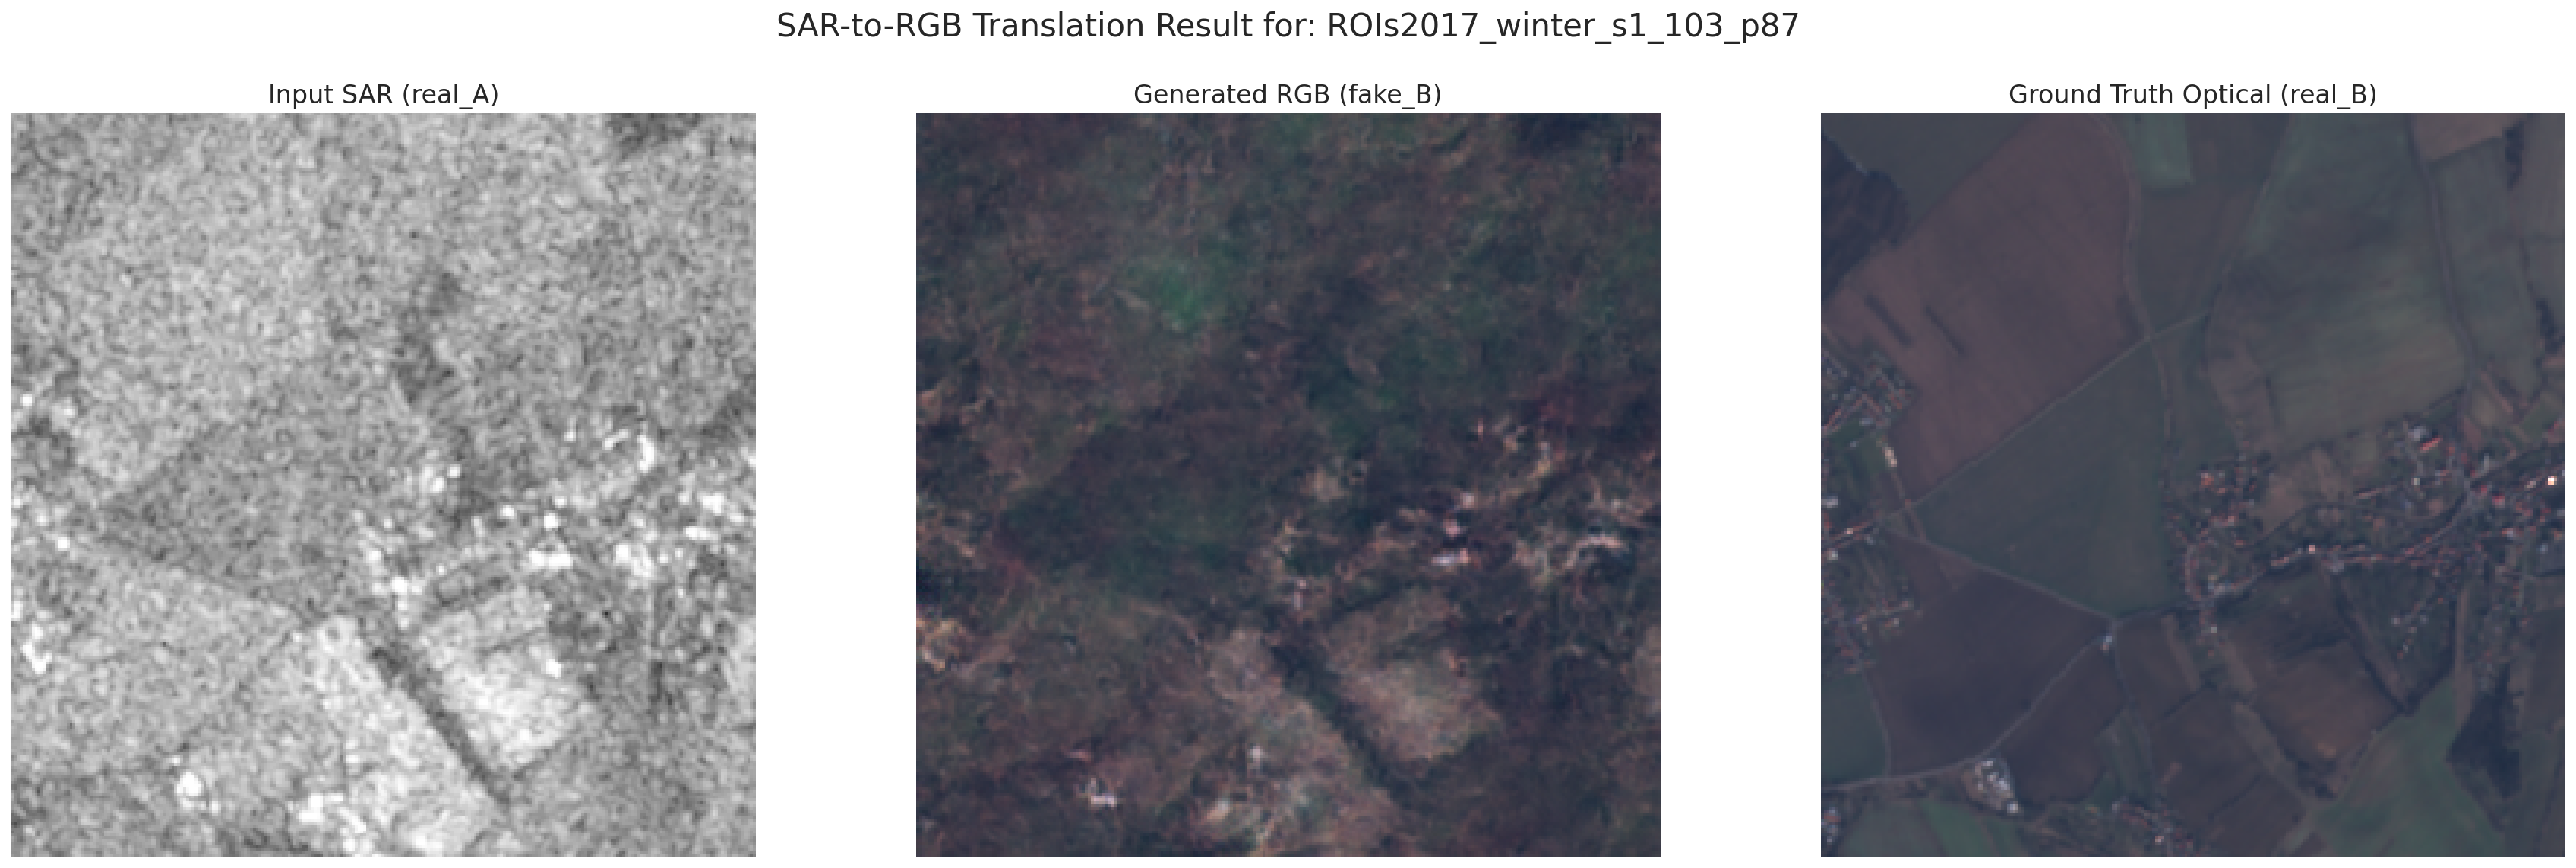 SAR-to-RGB Translation Result for: ROIs2017_winter_s1_103_p87
Input SAR (real_A)
Generated RGB (fake_B)
Ground Truth Optical (real_B)